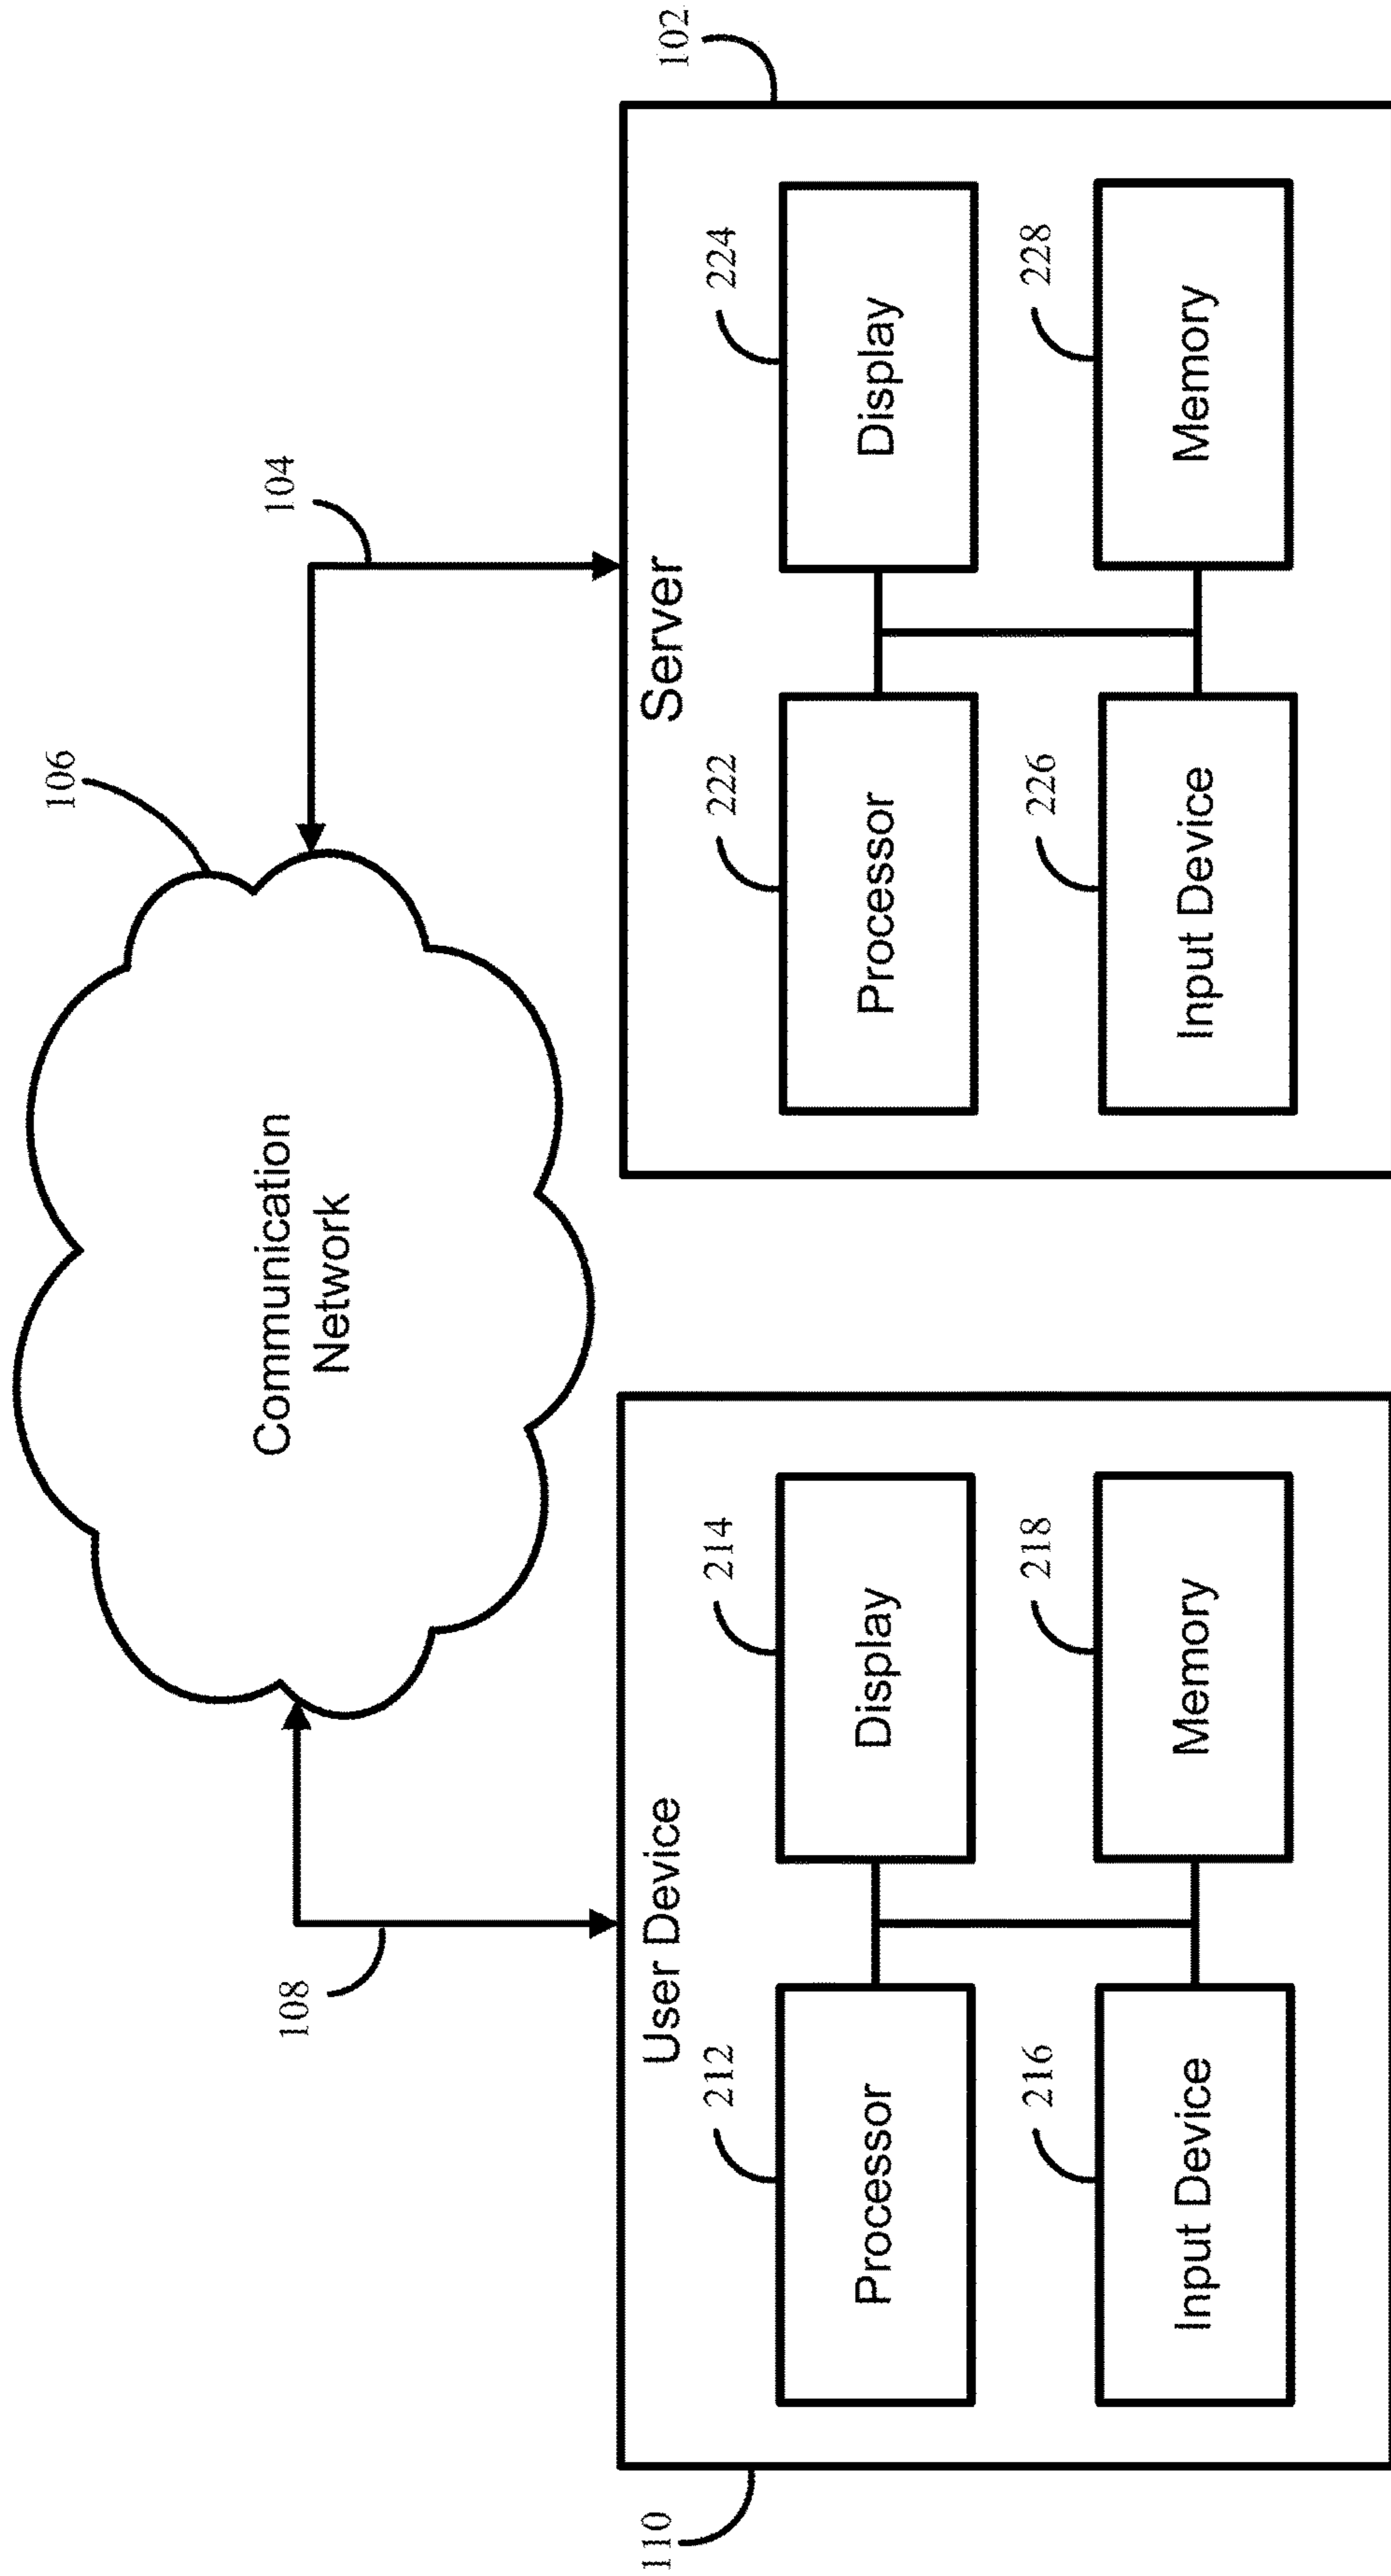 106
Communication
Network
104
108
110
User Device
212
Processor
214
Display
216
Input Device
218
Memory
102
Server
222
Processor
224
Display
226
Input Device
228
Memory